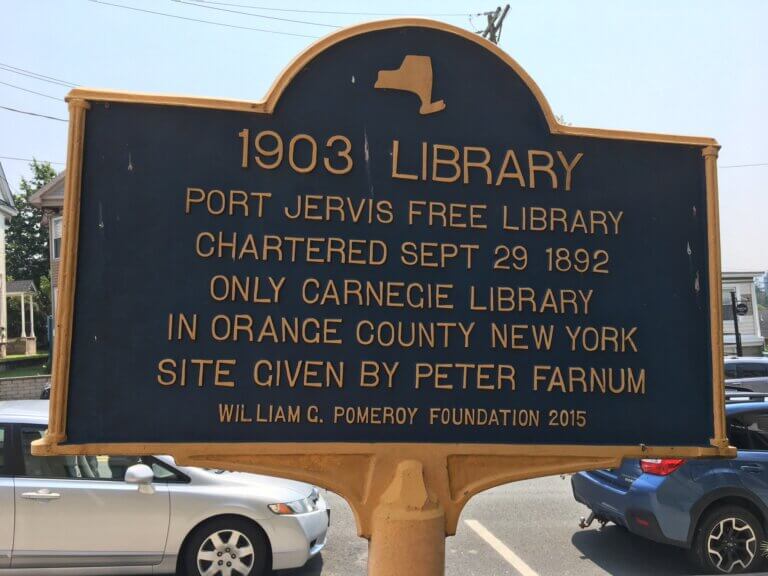 1903 LIBRARY
PORT JERVIS FREE LIBRARY
CHARTERED SEPT 29 1892
ONLY CARNEGIE LIBRARY
IN ORANGE COUNTY NEW YORK
SITE GIVEN BY PETER FARNUM
WILLIAM G. POMEROY FOUNDATION 2015